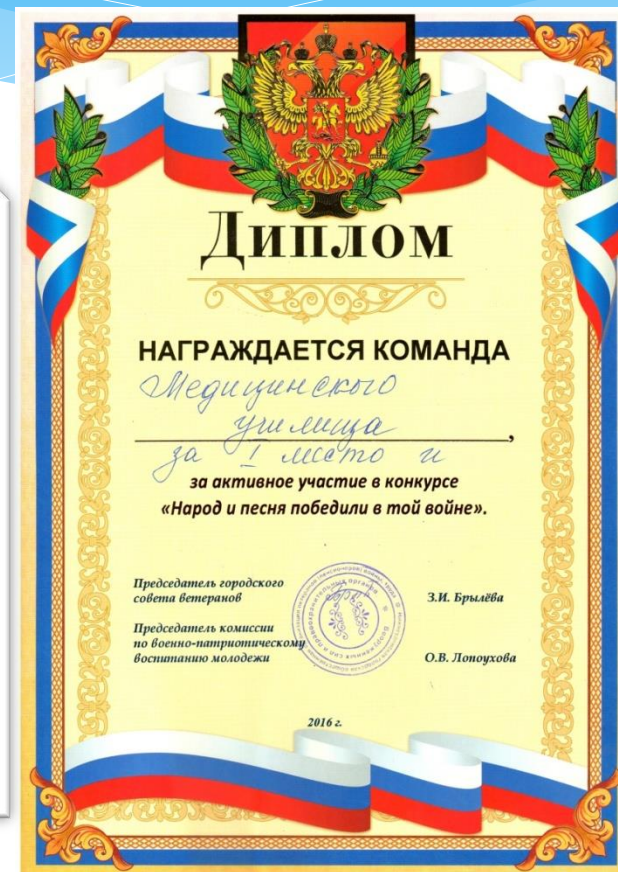 Диплом
НАГРАЖДАЕТСЯ КОМАНДА
Медицинского
училища
,
за I место и
за активное участие в конкурсе
«Народ и песня победили в той войне».
Председатель городского
совета ветеранов
З.И. Брылёва
Председатель комиссии
по военно-патриотическому
воспитанию молодежи
О.В. Лопоухова
2016 г.